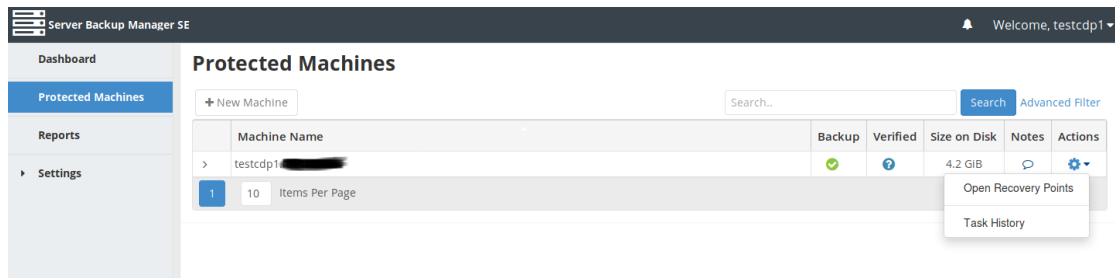 Server Backup Manager SE
Welcome, testcdp1
Dashboard
Protected Machines
Reports
Settings
Protected Machines
+ New Machine
Search..
Search
Advanced Filter
Machine Name Backup Verified Size on Disk Notes Actions
testcdp1 4.2 GiB
1 10 Items Per Page
Open Recovery Points
Task History